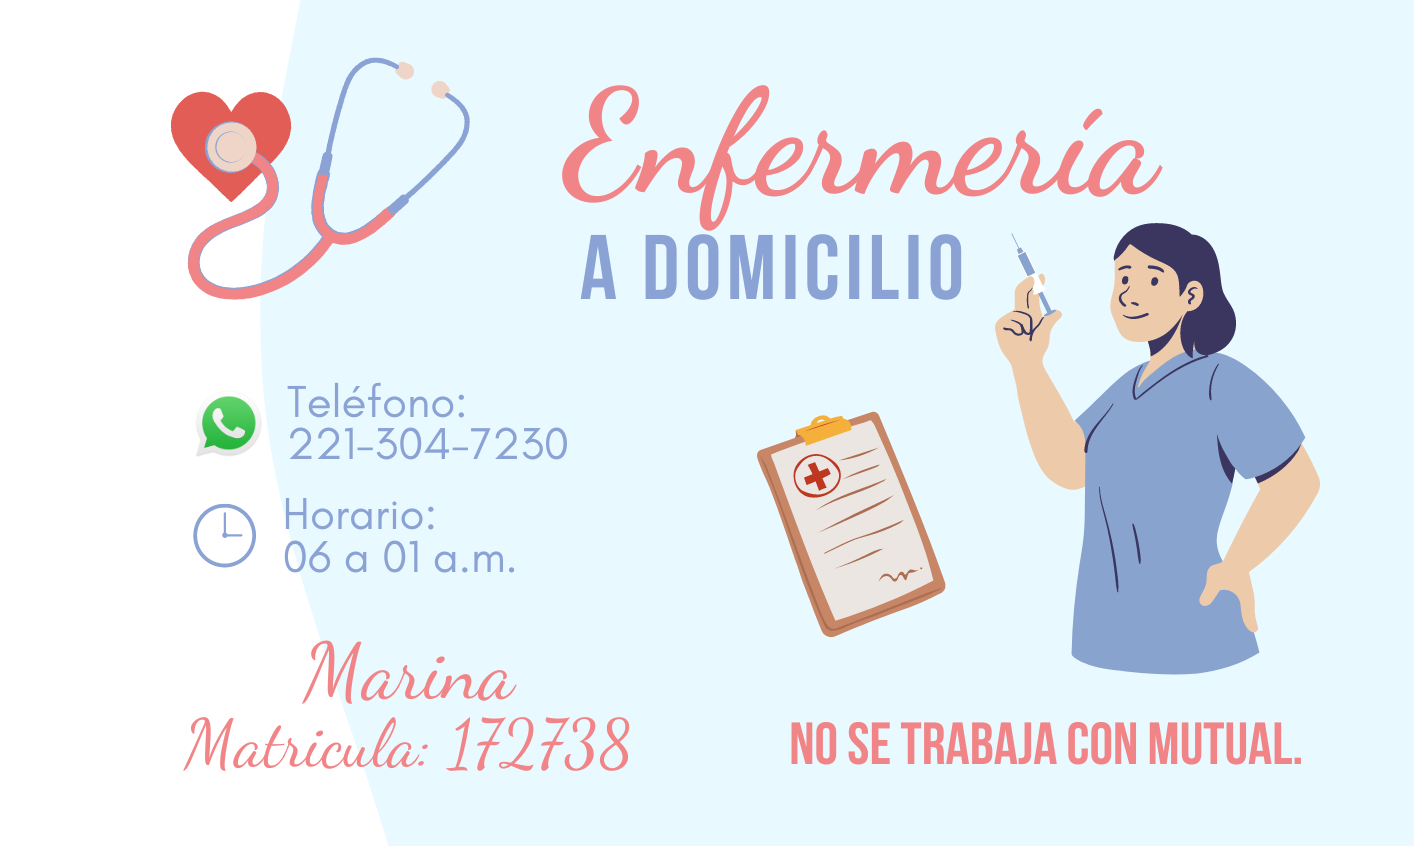 Enfermería
A DOMICILIO
Teléfono:
221-304-7230
Horario:
06 a 01 a.m.
Marina
Matricula: 172738
NO SE TRABAJA CON MUTUAL.